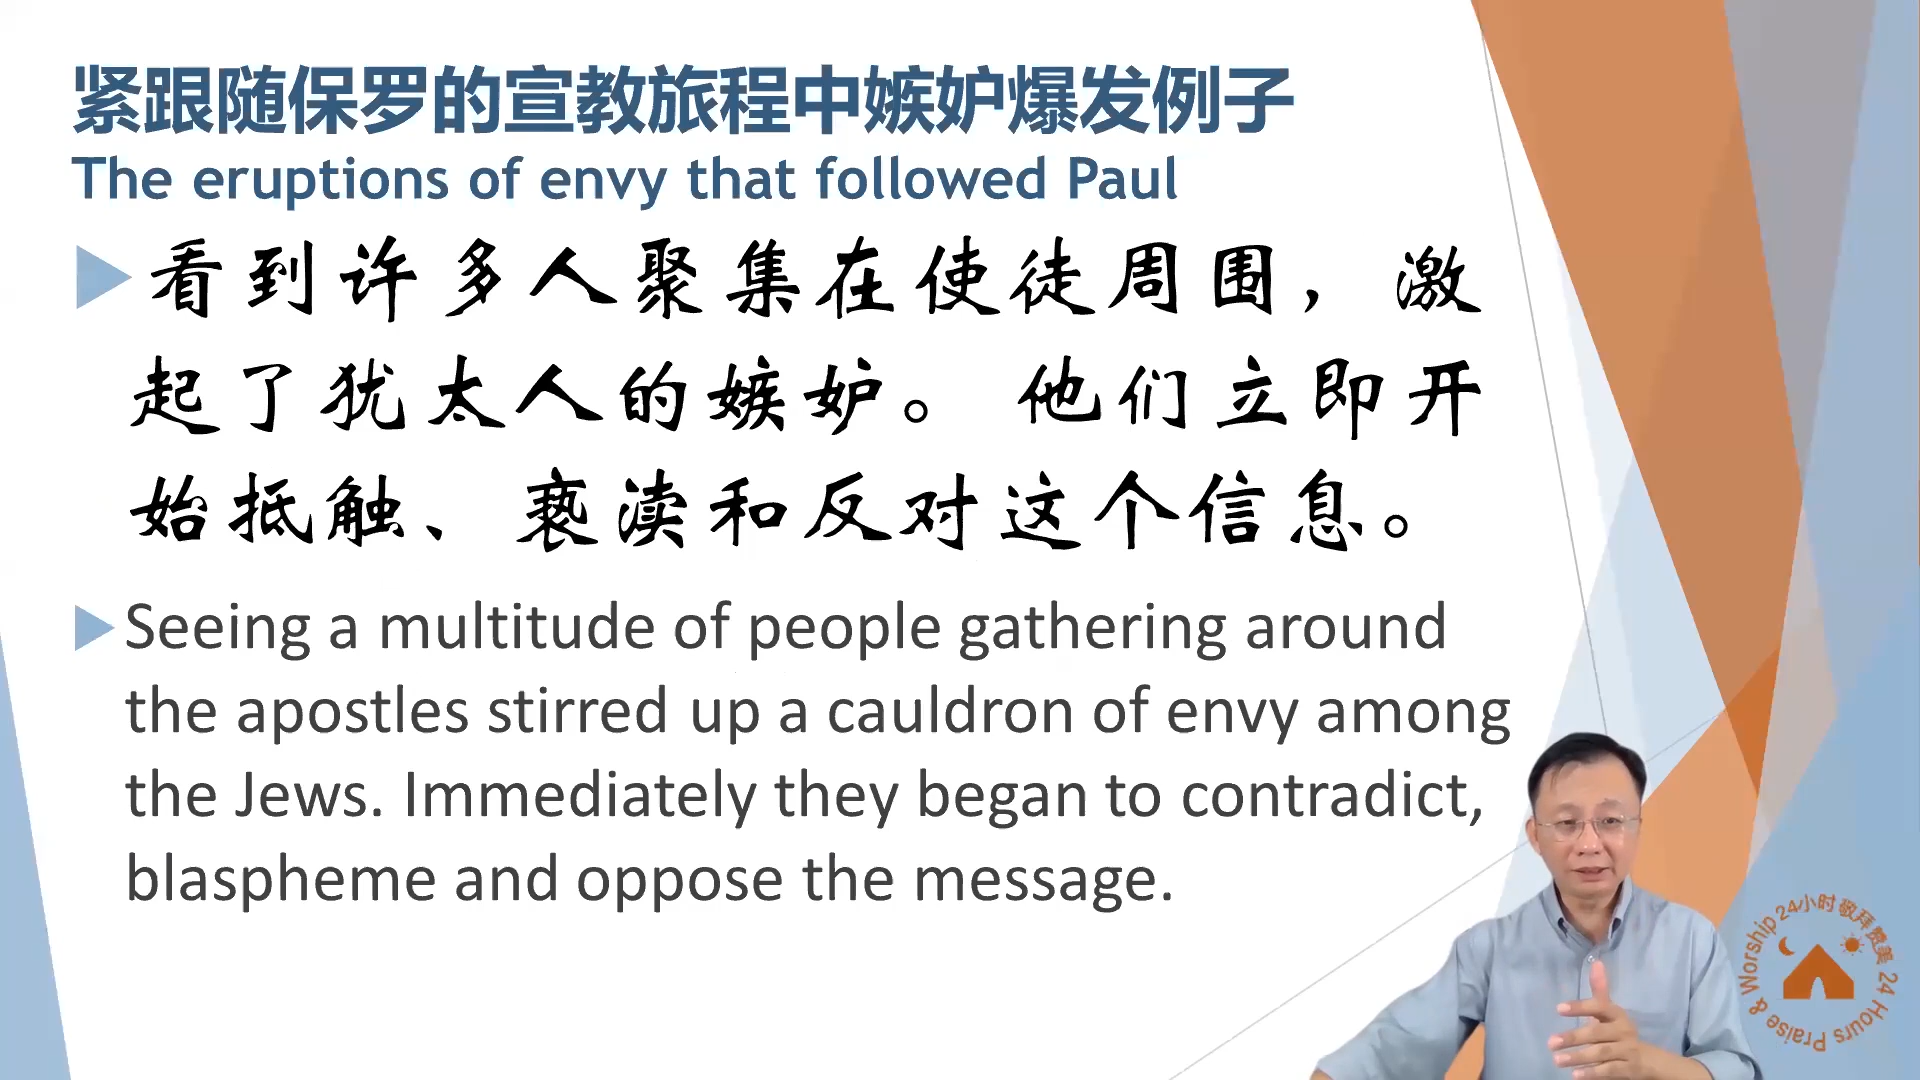 紧跟随保罗的宣教旅程中嫉妒爆发例子
The eruptions of envy that followed Paul
看到许多人聚集在使徒周围，激
起了犹太人的嫉妒。 他们立即开
始抵触、亵渎和反对这个信息。
Seeing a multitude of people gathering around
the apostles stirred up a cauldron of envy among
the Jews. Immediately they began to contradict,
blaspheme and oppose the message.
24小时敬拜赞美 24 Hours Praise & Worship